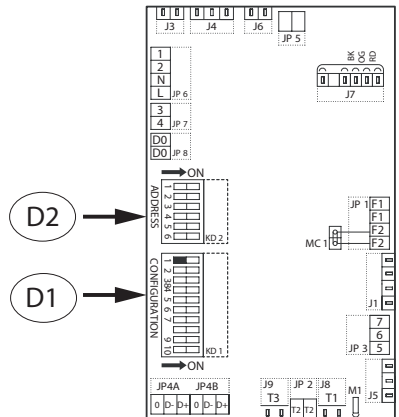 J3 J4 J6
JP 5
BK OG RD
J7
1
2
N
L JP 6
3
4 JP 7
D0
D0 JP 8
ON
ADDRESS
1 2 3 4 5 6
KD 2
D2
D1
CONFIGURATION
1 2 3 8 4 5 6 7 9 10
KD 1
ON
JP 1 F1
F1
F2
MC 1 F2
J1
7
6
JP 3 5
J5
JP4A JP4B
0 D- D+ 0 D- D+
J9 JP 2 J8 M1
T3 T2 T2 T1